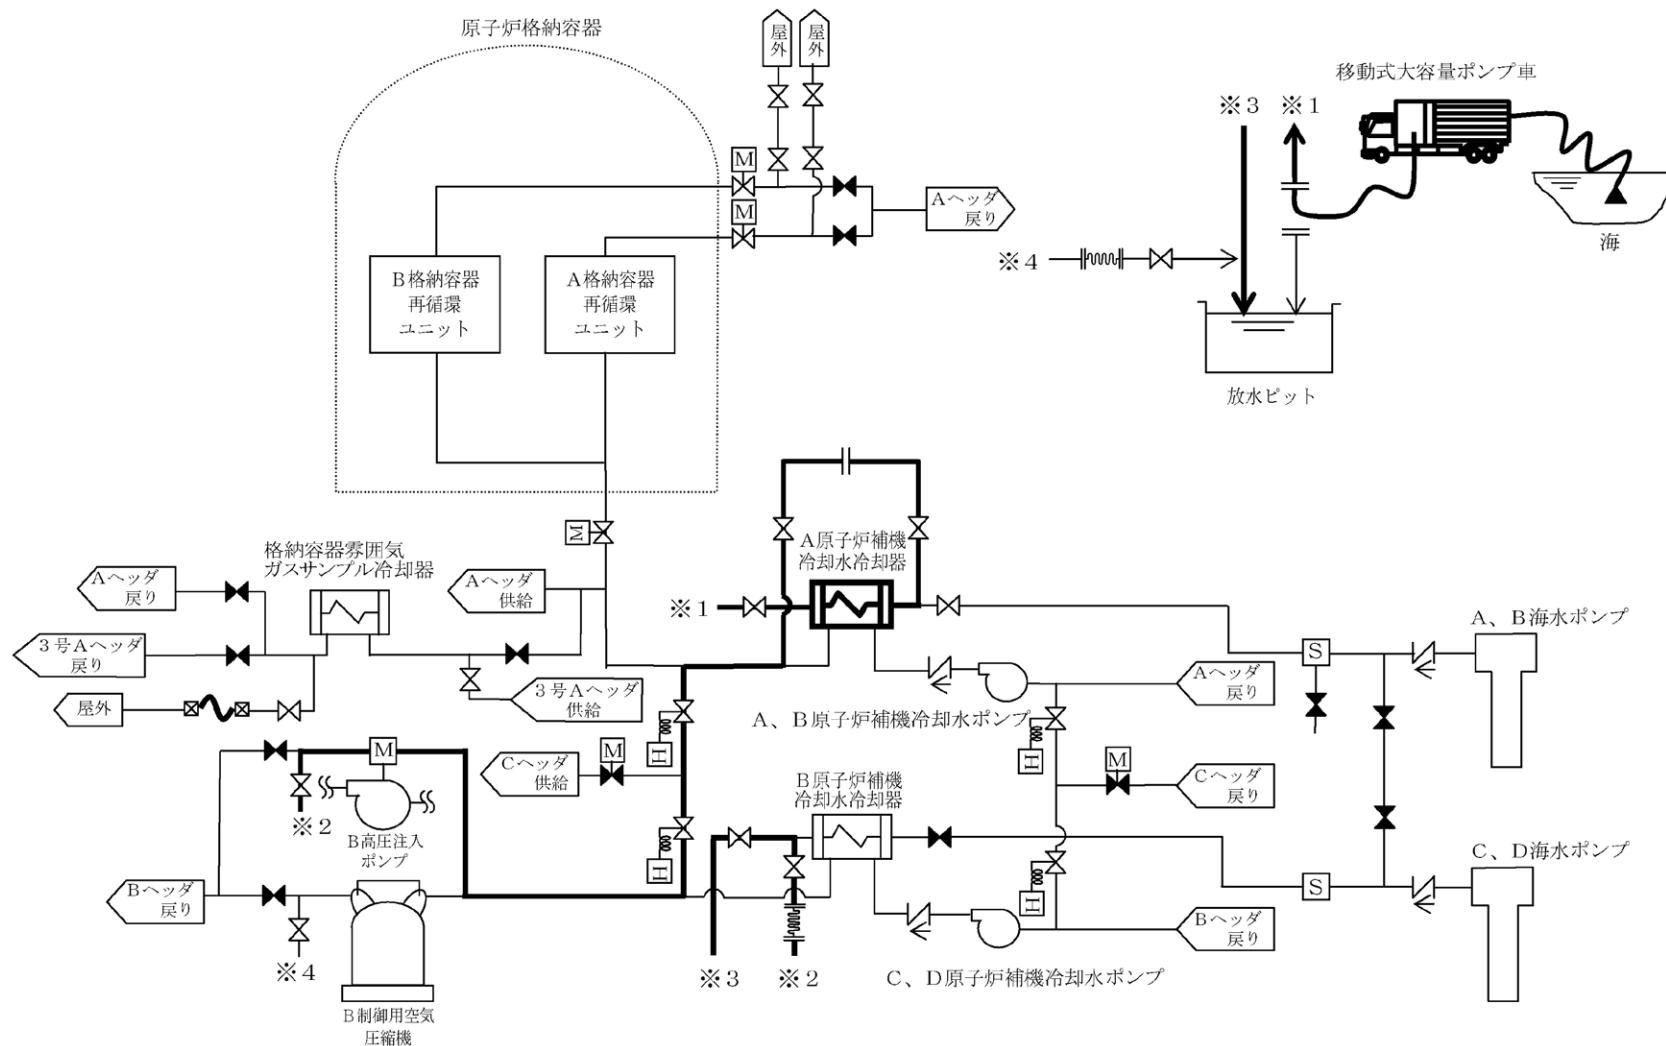 原子炉格納容器
屋外
屋外
移動式大容量ポンプ車
※3
※1
M
M
Aヘッダ
戻り
※4
海
B格納容器
再循環
ユニット
A格納容器
再循環
ユニット
放水ピット
M
A原子炉補機
冷却水冷却器
格納容器雰囲気
ガスサンプル冷却器
Aヘッダ
戻り
Aヘッダ
供給
※1
A、B海水ポンプ
3号Aヘッダ
戻り
S
3号Aヘッダ
供給
Aヘッダ
戻り
屋外
A、B原子炉補機冷却水ポンプ
H
H
M
Cヘッダ
供給
M
M
Cヘッダ
戻り
B原子炉補機
冷却水冷却器
※2
B高圧注入
ポンプ
H
C、D海水ポンプ
S
Bヘッダ
戻り
H
Bヘッダ
戻り
※4
※3
※2
C、D原子炉補機冷却水ポンプ
B制御用空気
圧縮機